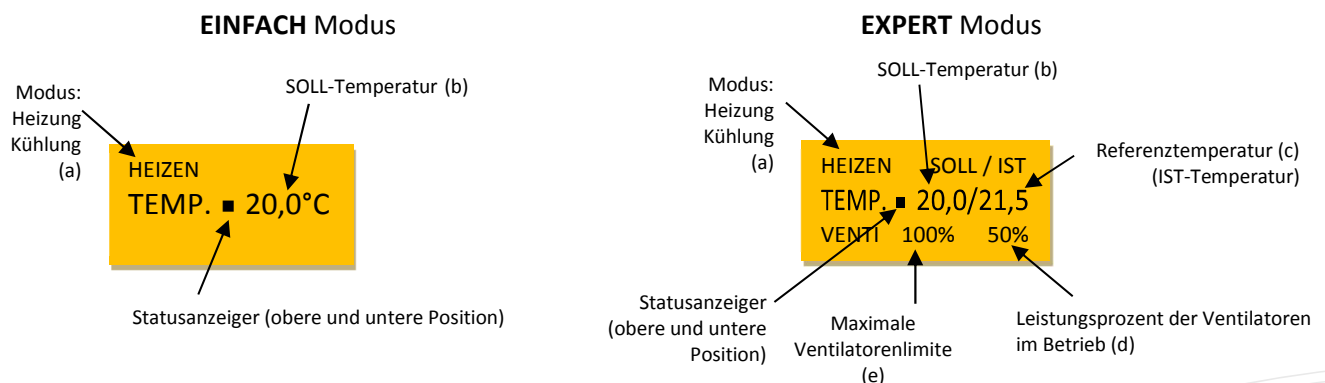 EINFACH Modus
Modus:
Heizung
Kühlung
(a)
SOLL-Temperatur (b)
HEIZEN
TEMP. ▪ 20,0°C
Statusanzeiger (obere und untere Position)
EXPERT Modus
Modus:
Heizung
Kühlung
(a)
SOLL-Temperatur (b)
HEIZEN SOLL / IST
TEMP. ▪ 20,0/21,5
VENTI 100% 50%
Referenztemperatur (c)
(IST-Temperatur)
Statusanzeiger
(obere und untere
Position)
Maximale
Ventilatorenlimite
(e)
Leistungsprozent der Ventilatoren
im Betrieb (d)